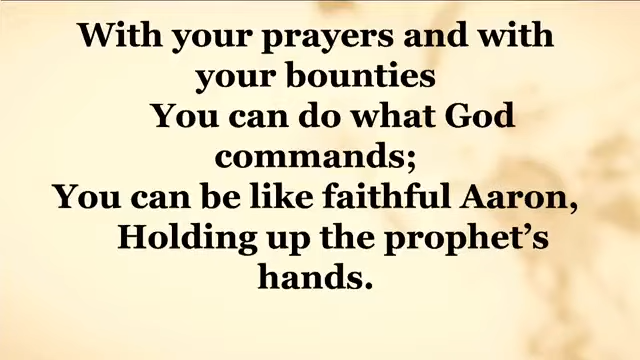 With your prayers and with
your bounties
You can do what God
commands;
You can be like faithful Aaron,
Holding up the prophet’s
hands.